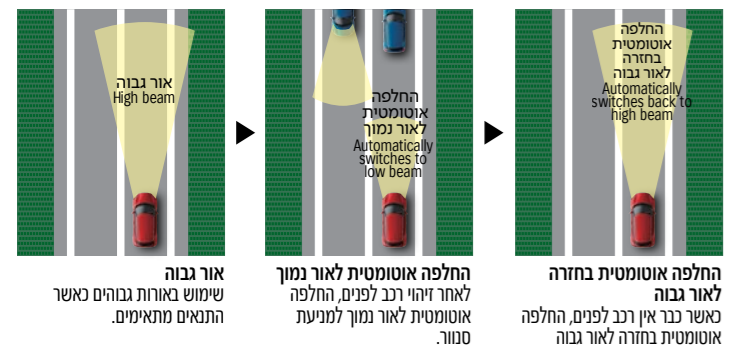 אור גבוה
High beam
החלפה
אוטומטית
לאור נמוך
Automatically
switches to
low beam
החלפה
אוטומטית
בחזרה
לאור גבוה
Automatically
switches back to
high beam
אור גבוה
שימוש באורות גבוהים כאשר
התנאים מתאימים.
החלפה אוטומטית לאור נמוך
לאחר זיהוי רכב לפנים, החלפה
אוטומטית לאור נמוך למניעת
סנוור.
החלפה אוטומטית בחזרה
לאור גבוה
כאשר כבר אין רכב לפנים, החלפה
אוטומטית בחזרה לאור גבוה